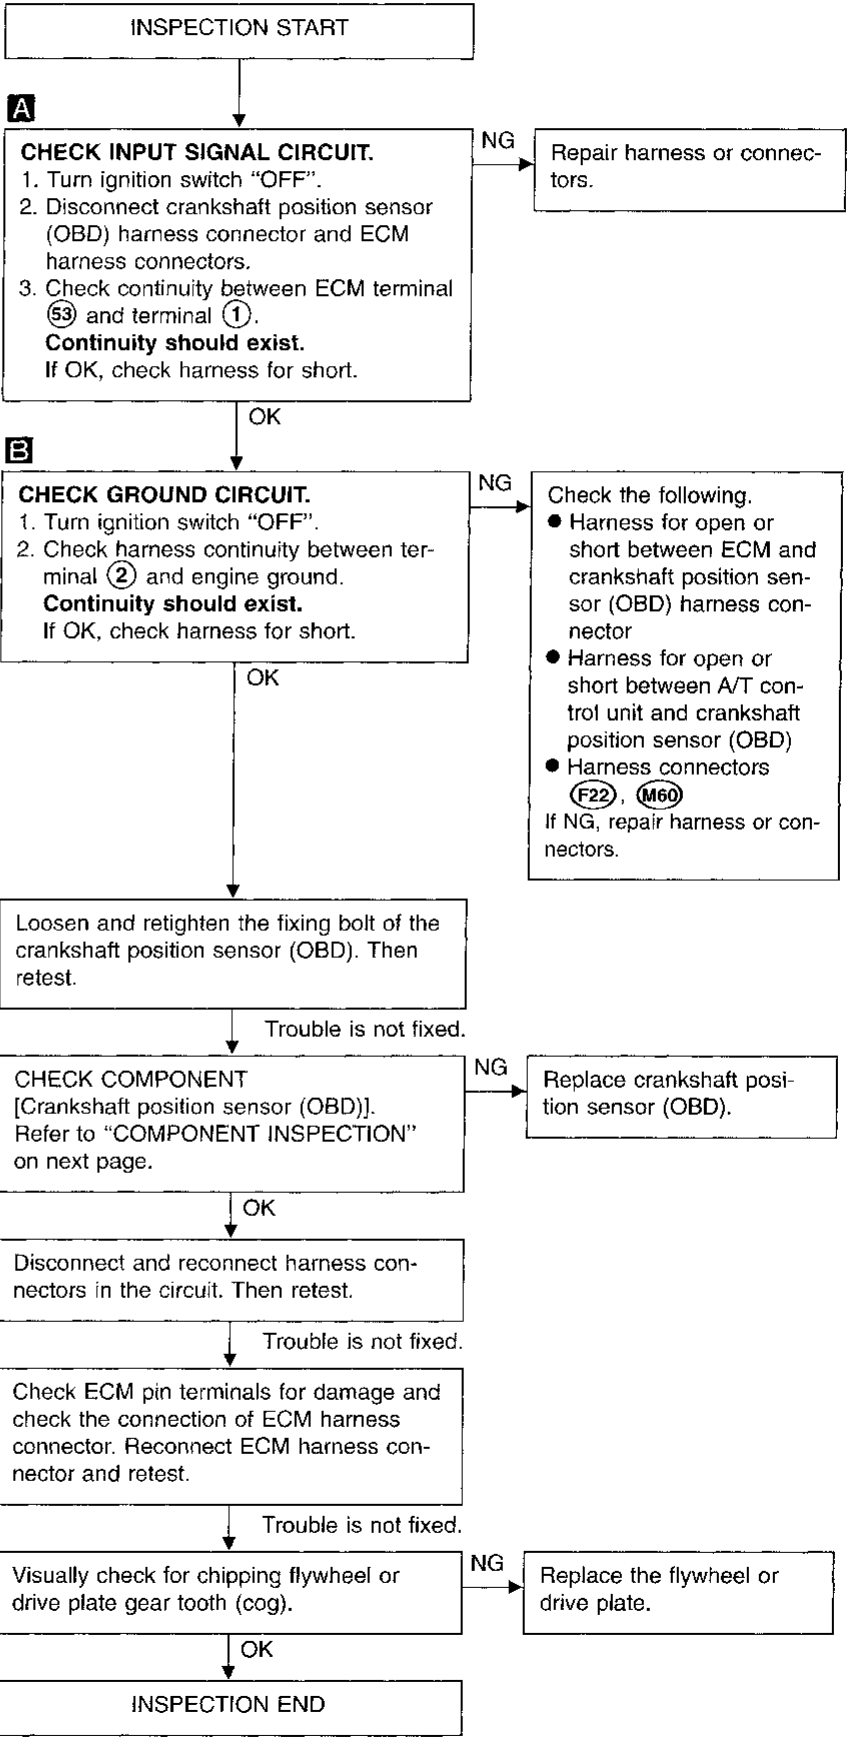 INSPECTION START
A
CHECK INPUT SIGNAL CIRCUIT.
1. Turn ignition switch “OFF”.
2. Disconnect crankshaft position sensor
(OBD) harness connector and ECM
harness connectors.
3. Check continuity between ECM terminal
53 and terminal 1.
Continuity should exist.
If OK, check harness for short.
NG
Repair harness or connec-
tors.
OK
B
CHECK GROUND CIRCUIT.
1. Turn ignition switch “OFF”.
2. Check harness continuity between ter-
minal 2 and engine ground.
Continuity should exist.
If OK, check harness for short.
NG
Check the following.
● Harness for open or
short between ECM and
crankshaft position sen-
sor (OBD) harness con-
nector
● Harness for open or
short between A/T con-
trol unit and crankshaft
position sensor (OBD)
● Harness connectors
F22, M60
If NG, repair harness or con-
nectors.
OK
Loosen and retighten the fixing bolt of the
crankshaft position sensor (OBD). Then
retest.
Trouble is not fixed.
CHECK COMPONENT
[Crankshaft position sensor (OBD)].
Refer to “COMPONENT INSPECTION”
on next page.
NG
Replace crankshaft posi-
tion sensor (OBD).
OK
Disconnect and reconnect harness con-
nectors in the circuit. Then retest.
Trouble is not fixed.
Check ECM pin terminals for damage and
check the connection of ECM harness
connector. Reconnect ECM harness con-
nector and retest.
Trouble is not fixed.
Visually check for chipping flywheel or
drive plate gear tooth (cog).
NG
Replace the flywheel or
drive plate.
OK
INSPECTION END